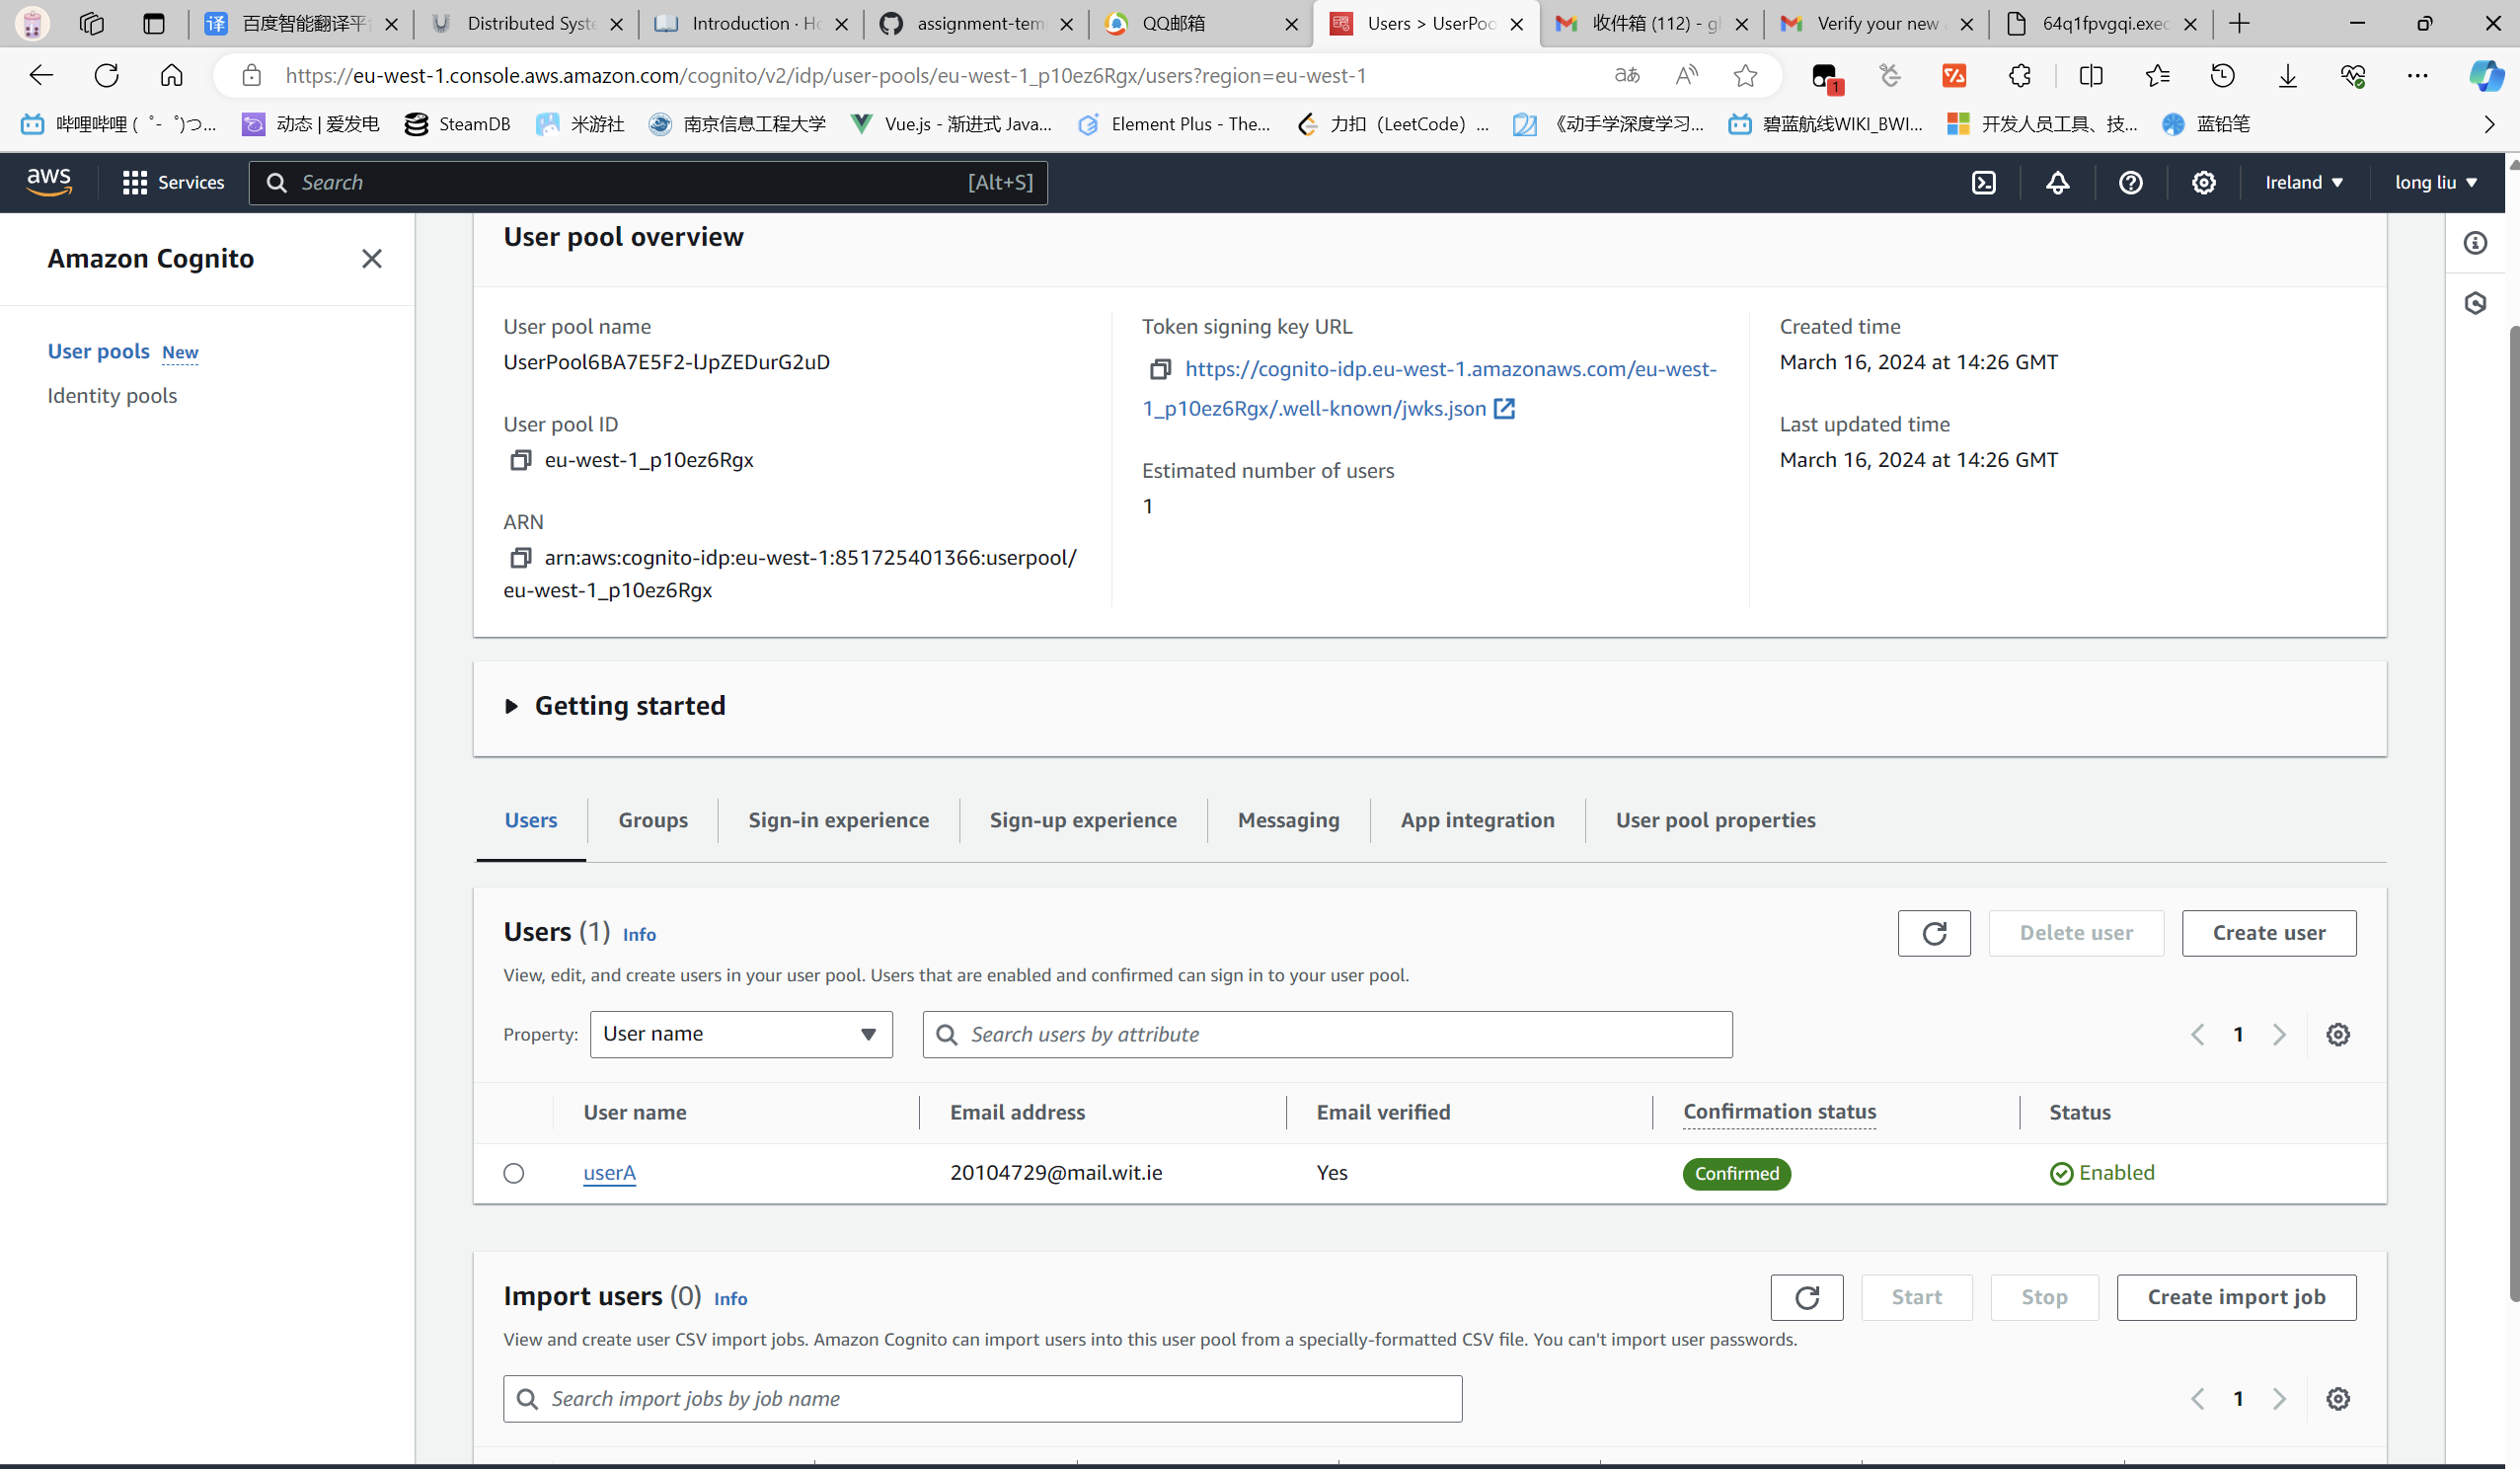 百度智能翻译平
Distributed Syste
Introduction · Ho
assignment-tem
QQ邮箱
Users > UserPoo
收件箱 (112) - gl
Verify your new
64q1fpvgqi.exec
https://eu-west-1.console.aws.amazon.com/cognito/v2/idp/user-pools/eu-west-1_p10ez6Rgx/users?region=eu-west-1
哔哩哔哩 ( ゜- ゜)つ...
动态 | 爱发电
SteamDB
米游社
南京信息工程大学
Vue.js - 渐进式 Java...
Element Plus - The...
力扣（LeetCode）...
《动手学深度学习...
碧蓝航线WIKI_BWI...
开发人员工具、技...
蓝铅笔
aws
Services
Search
[Alt+S]
Ireland
long liu
Amazon Cognito
User pools New
Identity pools
User pool overview
User pool name
UserPool6BA7E5F2-lJpZEDurG2uD
User pool ID
eu-west-1_p10ez6Rgx
ARN
arn:aws:cognito-idp:eu-west-1:851725401366:userpool/
eu-west-1_p10ez6Rgx
Token signing key URL
https://cognito-idp.eu-west-1.amazonaws.com/eu-west-
1_p10ez6Rgx/.well-known/jwks.json
Estimated number of users
1
Created time
March 16, 2024 at 14:26 GMT
Last updated time
March 16, 2024 at 14:26 GMT
Getting started
Users
Groups
Sign-in experience
Sign-up experience
Messaging
App integration
User pool properties
Users (1) Info
Delete user
Create user
View, edit, and create users in your user pool. Users that are enabled and confirmed can sign in to your user pool.
Property:
User name
Search users by attribute
1
User name
Email address
Email verified
Confirmation status
Status
userA
20104729@mail.wit.ie
Yes
Confirmed
Enabled
Import users (0) Info
Start
Stop
Create import job
View and create user CSV import jobs. Amazon Cognito can import users into this user pool from a specially-formatted CSV file. You can't import user passwords.
Search import jobs by job name
1